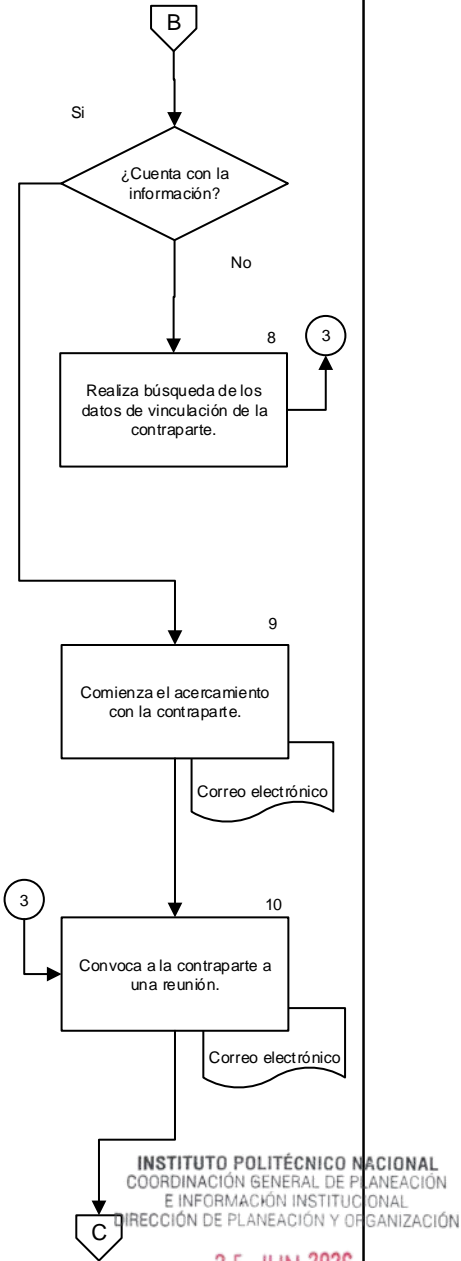 B
Si
¿Cuenta con la
información?
No
8
3
Realiza búsqueda de los
datos de vinculación de la
contraparte.
9
Comienza el acercamiento
con la contraparte.
Correo electrónico
3
10
Convoca a la contraparte a
una reunión.
Correo electrónico
INSTITUTO POLITÉCNICO NACIONAL
COORDINACIÓN GENERAL DE PLANEACIÓN
E INFORMACIÓN INSTITUCIONAL
DIRECCIÓN DE PLANEACIÓN Y ORGANIZACIÓN
C
JUN